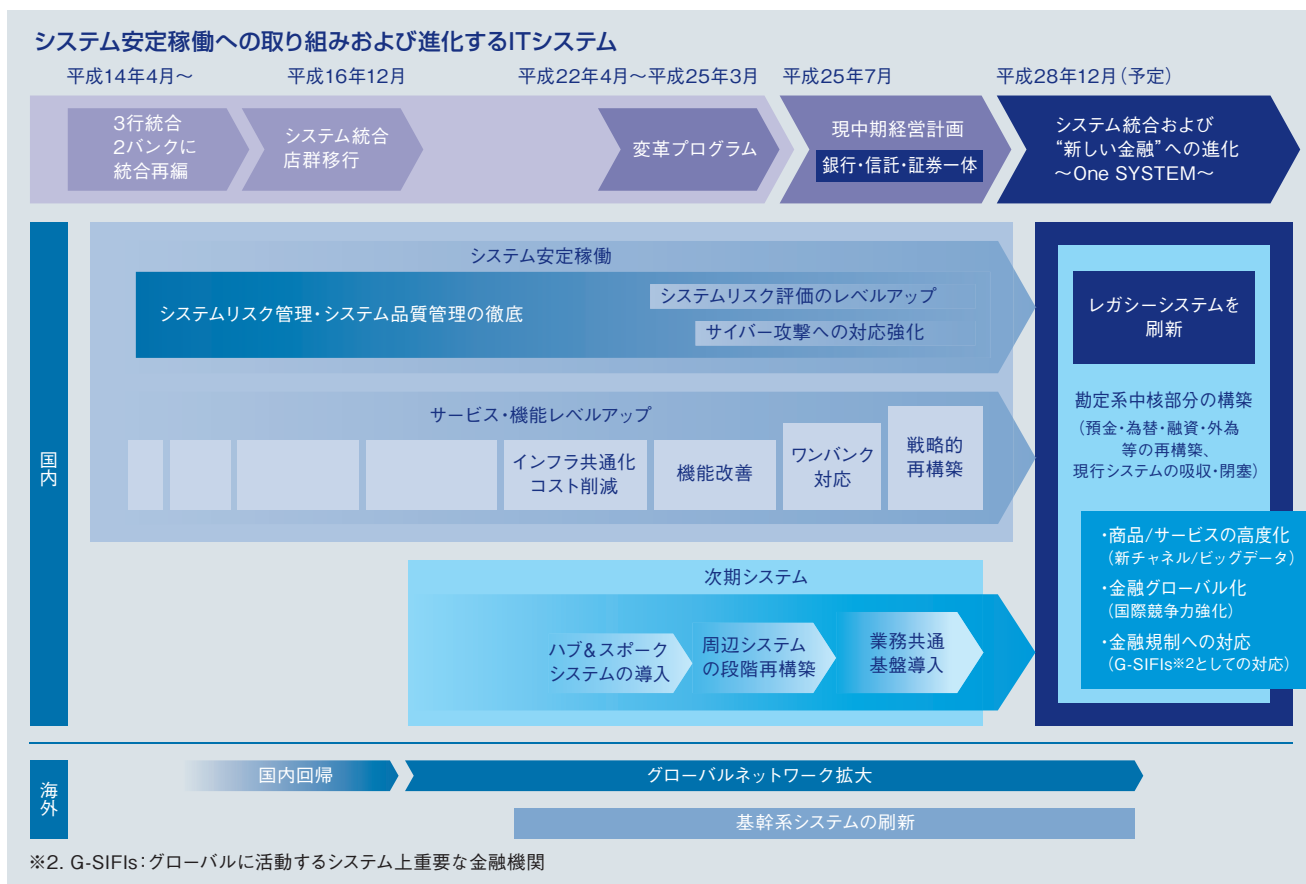 システム安定稼働への取り組みおよび進化するITシステム
平成14年4月～
平成16年12月
平成22年4月～平成25年3月
平成25年7月
平成28年12月（予定）
3行統合
2バンクに
統合再編
システム統合
店群移行
変革プログラム
現中期経営計画
銀行・信託・証券一体
システム統合および
“新しい金融”への進化
～One SYSTEM～
国内
システム安定稼働
システムリスク管理・システム品質管理の徹底
システムリスク評価のレベルアップ
サイバー攻撃への対応強化
サービス・機能レベルアップ
インフラ共通化
コスト削減
機能改善
ワンバンク
対応
戦略的
再構築
次期システム
ハブ&スポーク
システムの導入
周辺システム
の段階再構築
業務共通
基盤導入
レガシーシステムを
刷新
勘定系中核部分の構築
（預金・為替・融資・外為
等の再構築、
現行システムの吸収・閉塞）
・商品/サービスの高度化
（新チャネル/ビッグデータ）
・金融グローバル化
（国際競争力強化）
・金融規制への対応
（G-SIFIs※2としての対応）
海外
国内回帰
グローバルネットワーク拡大
基幹系システムの刷新
※2. G-SIFIs：グローバルに活動するシステム上重要な金融機関